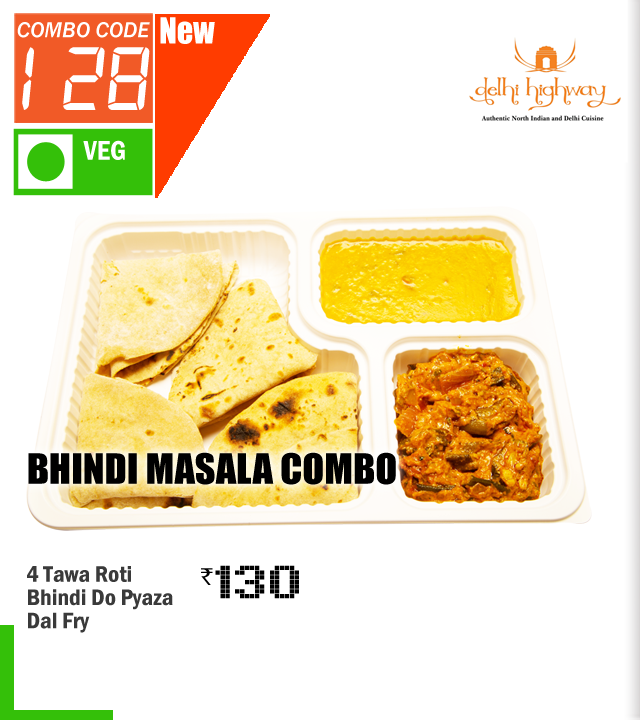 COMBO CODE
128
New
VEG
delhi highway
Authentic North Indian and Delhi Cuisine
BHINDI MASALA COMBO
4 Tawa Roti
Bhindi Do Pyaza
Dal Fry
₹130